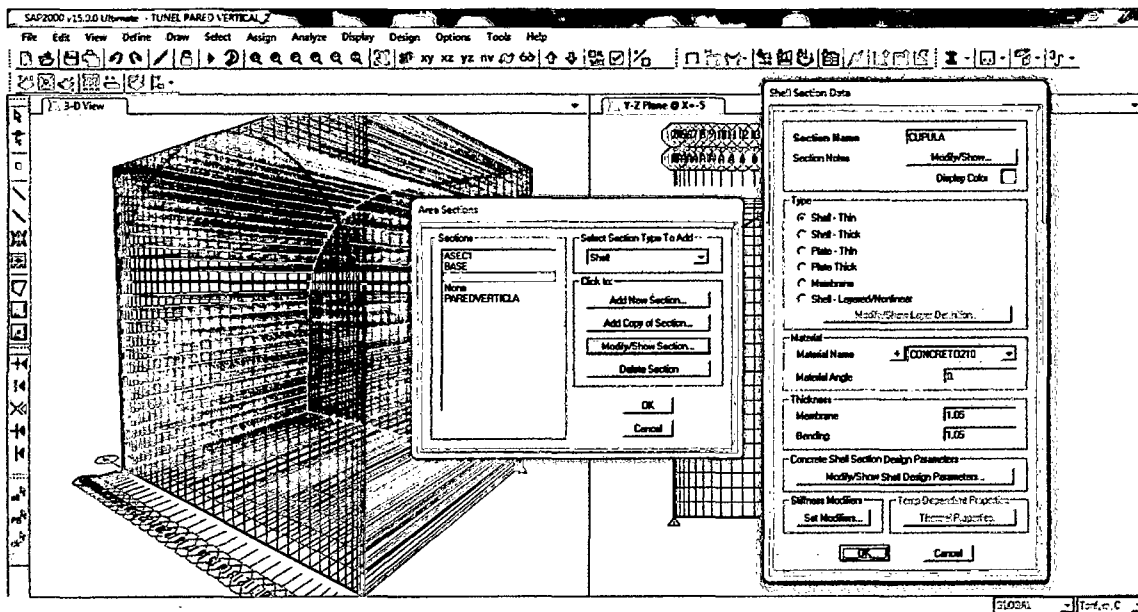 SAP2000 v15.0.0 Ultimate - TUNEL PARED VERTICAL_2
File Edit View Define Draw Select Assign Analyze Display Design Options Tools Help
xy xz yz nv
3-D View
Y-Z Plane @ X=-5
Area Sections
Sections
ASEC1
BASE
None
PAREDVERTICLA
Select Section Type To Add
Shell
Click to:
Add New Section...
Add Copy of Section...
Modify/Show Section...
Delete Section
OK
Cancel
Shell Section Data
Section Name CUPULA
Section Notes Modify/Show...
Display Color
Type
Shell - Thin
Shell - Thick
Plate - Thin
Plate Thick
Membrane
Shell - Layered/Nonlinear
Modify/Show Layer Definition...
Material
Material Name + CONCRETO210
Material Angle
Thickness
Membrane 1.05
Bending 1.05
Concrete Shell Section Design Parameters
Modify/Show Shell Design Parameters...
Stiffness Modifiers
Set Modifiers...
Temp Dependent Properties
Thermal Properties...
OK
Cancel
GLOBAL